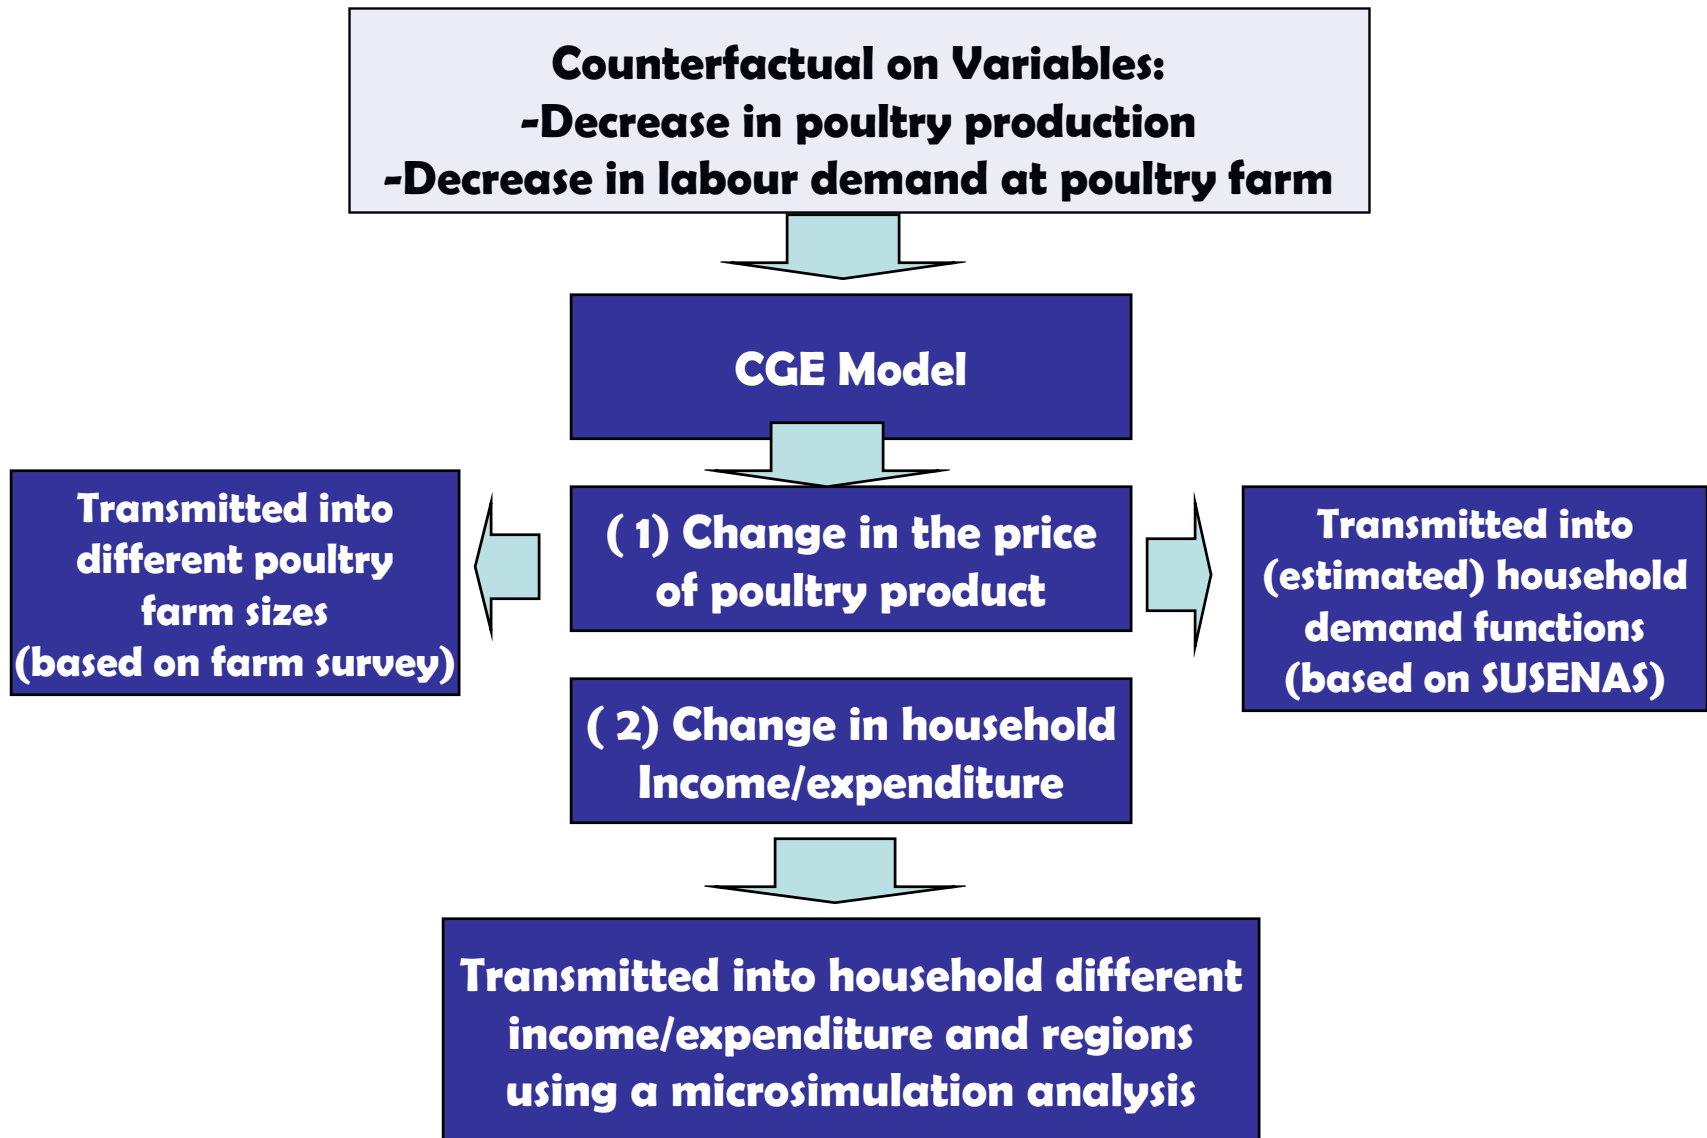 Counterfactual on Variables:
-Decrease in poultry production
-Decrease in labour demand at poultry farm
CGE Model
Transmitted into
different poultry
farm sizes
(based on farm survey)
( 1) Change in the price
of poultry product
Transmitted into
(estimated) household
demand functions
(based on SUSENAS)
( 2) Change in household
Income/expenditure
Transmitted into household different
income/expenditure and regions
using a microsimulation analysis